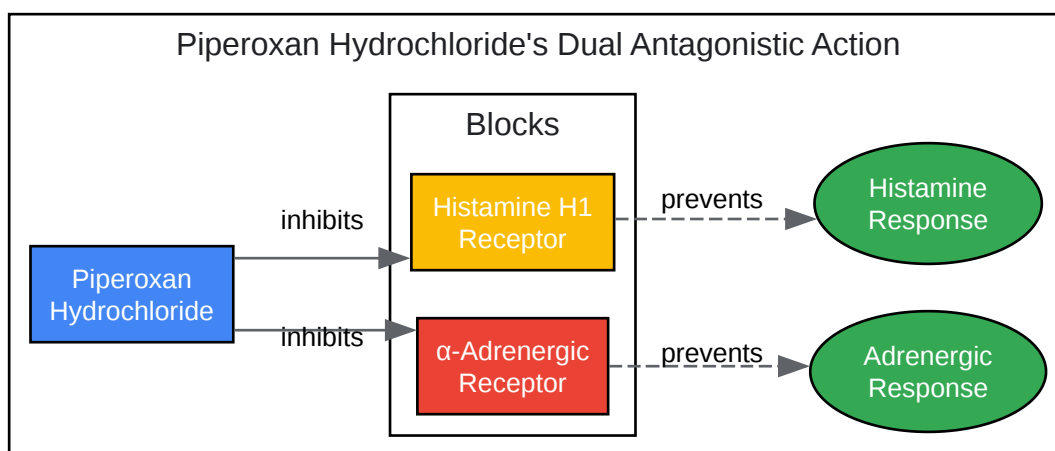 Piperoxan Hydrochloride's Dual Antagonistic Action
Blocks
Piperoxan
Hydrochloride
inhibits
inhibits
Histamine H1
Receptor
α-Adrenergic
Receptor
prevents
prevents
Histamine
Response
Adrenergic
Response